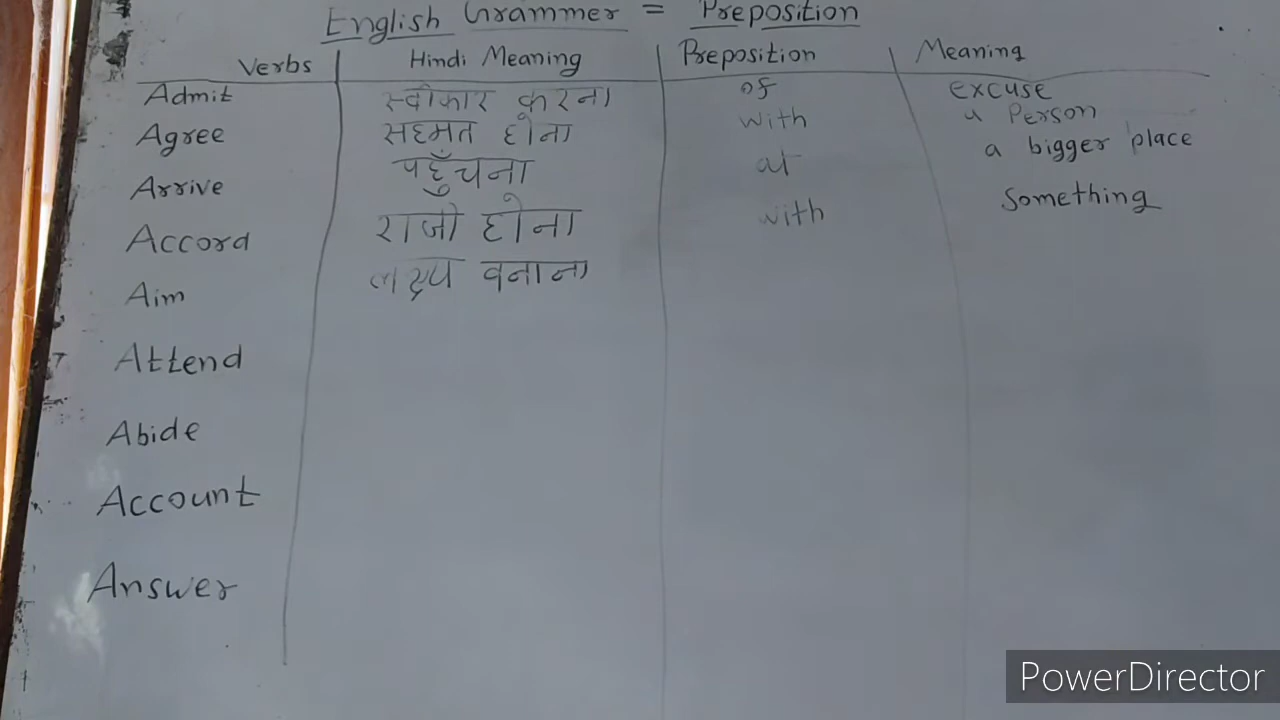 English Grammer = Preposition
Verbs Hindi Meaning Preposition Meaning
Admit स्वीकार करना of excuse
Agree सहमत होना with a Person
Arrive पहुँचना at a bigger place
Accord राजी होना with Something
Aim लक्ष्य बनाना
Attend
Abide
Account
Answer
PowerDirector